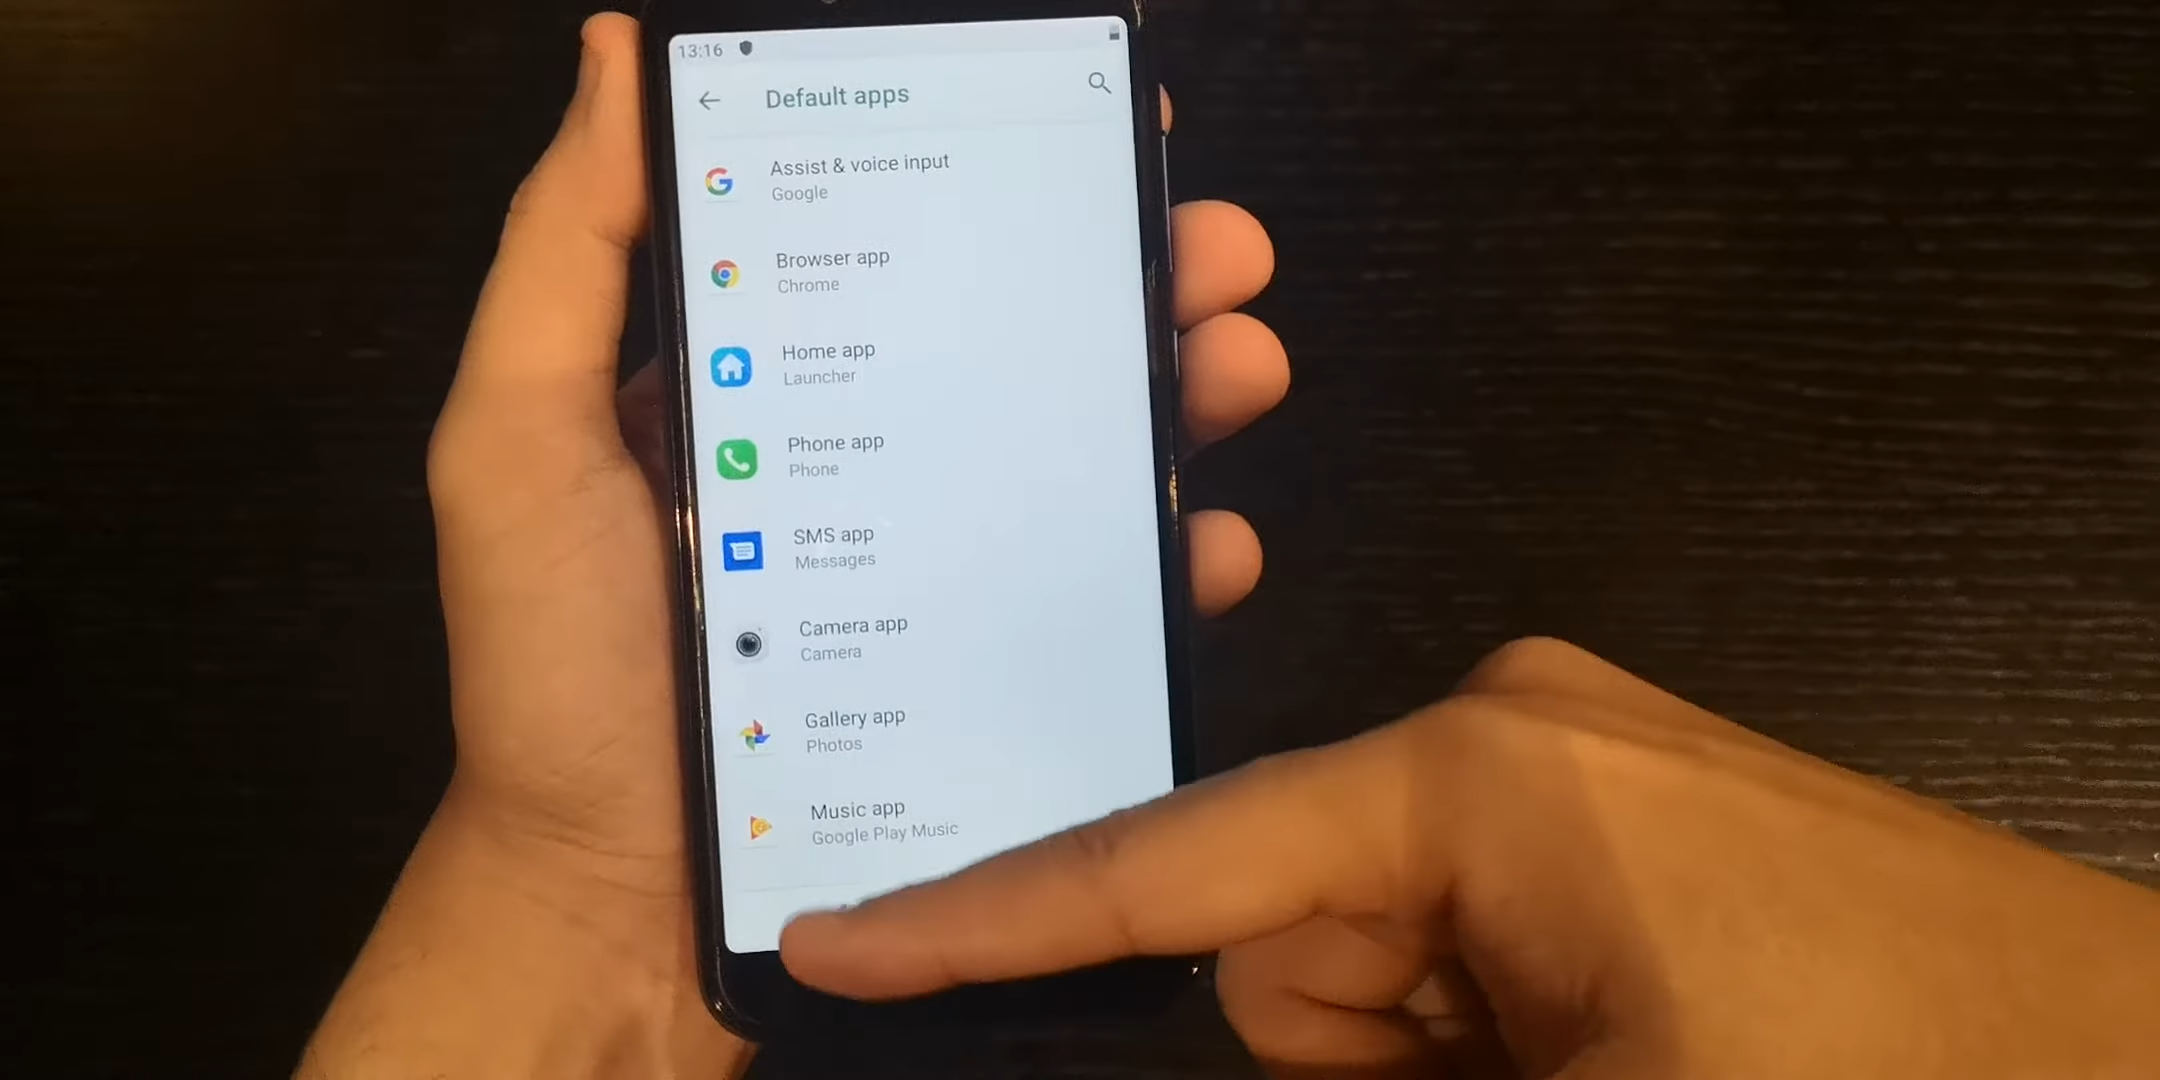 13:16
Default apps
Assist & voice input
Google
Browser app
Chrome
Home app
Launcher
Phone app
Phone
SMS app
Messages
Camera app
Camera
Gallery app
Photos
Music app
Google Play Music